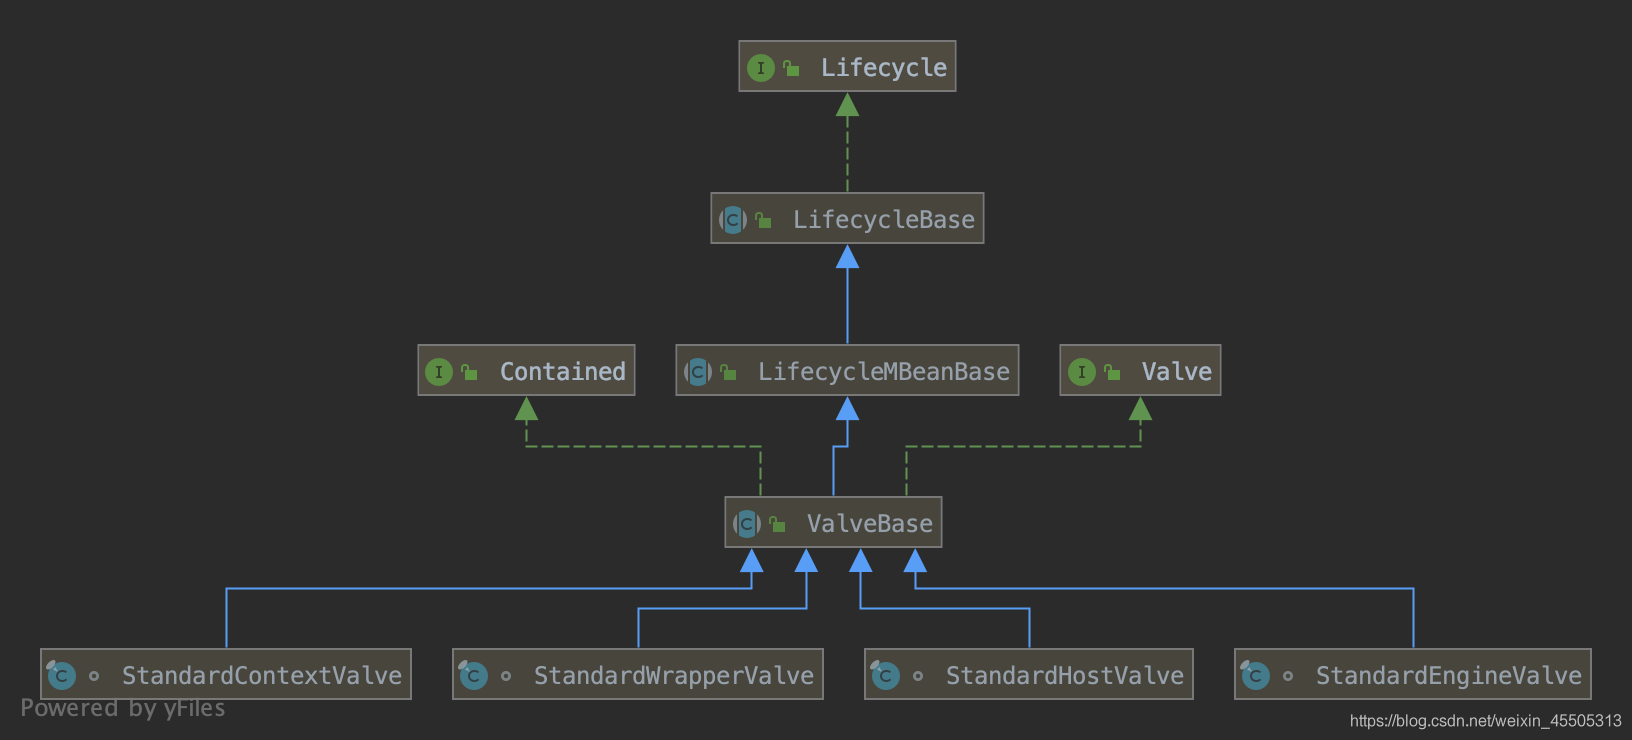 I Lifecycle
C LifecycleBase
I Contained
C LifecycleMBeanBase
I Valve
C ValveBase
C StandardContextValve
C StandardWrapperValve
C StandardHostValve
C StandardEngineValve
Powered by yFiles
https://blog.csdn.net/weixin_45505313